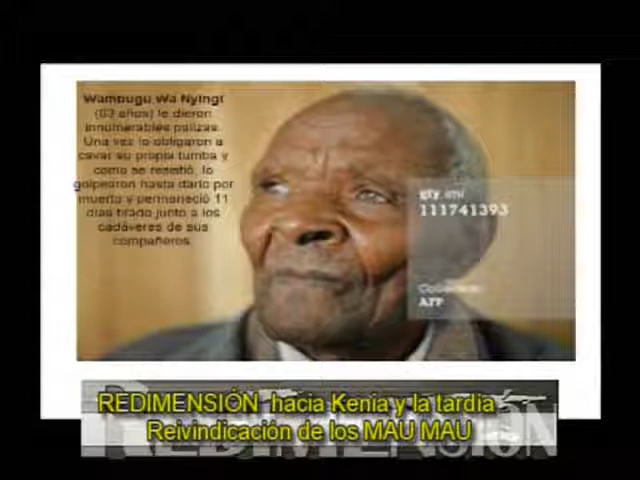 Wambugu Wa Nyingi
(83 años) le dieron
innumerables palizas.
Una vez lo obligaron a
cavar su propia tumba y
como se resistió, lo
golpearon hasta darlo por
muerto y permaneció 11
días tirado junto a los
cadáveres de sus
compañeros.
111741393
AFP
REDIMENSIÓN hacia Kenia y la tardía
Reivindicación de los MAU MAU
REDIMENSIÓN